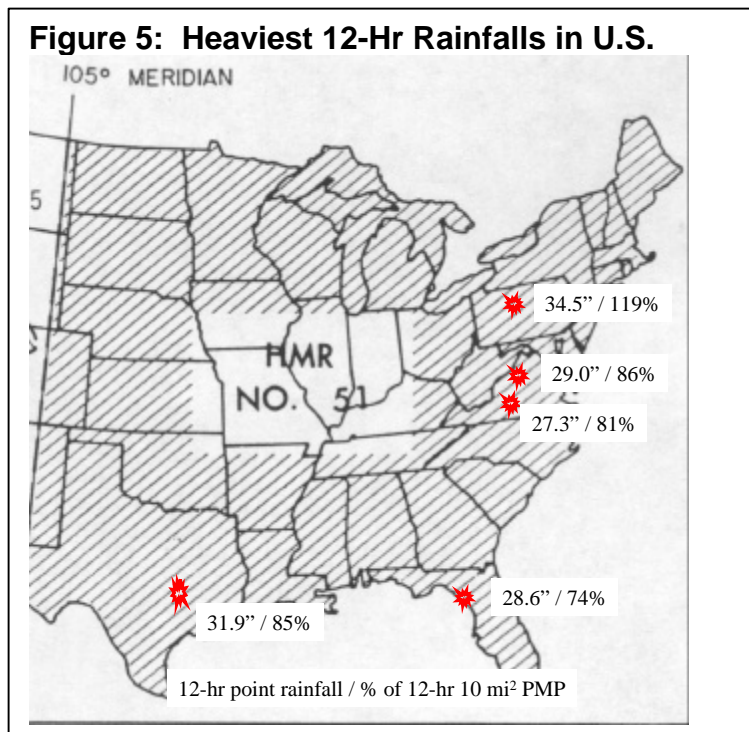 Figure 5: Heaviest 12-Hr Rainfalls in U.S.
105° MERIDIAN
5
34.5” / 119%
HMR
29.0” / 86%
NO. 51
27.3” / 81%
28.6” / 74%
31.9” / 85%
12-hr point rainfall / % of 12-hr 10 mi² PMP